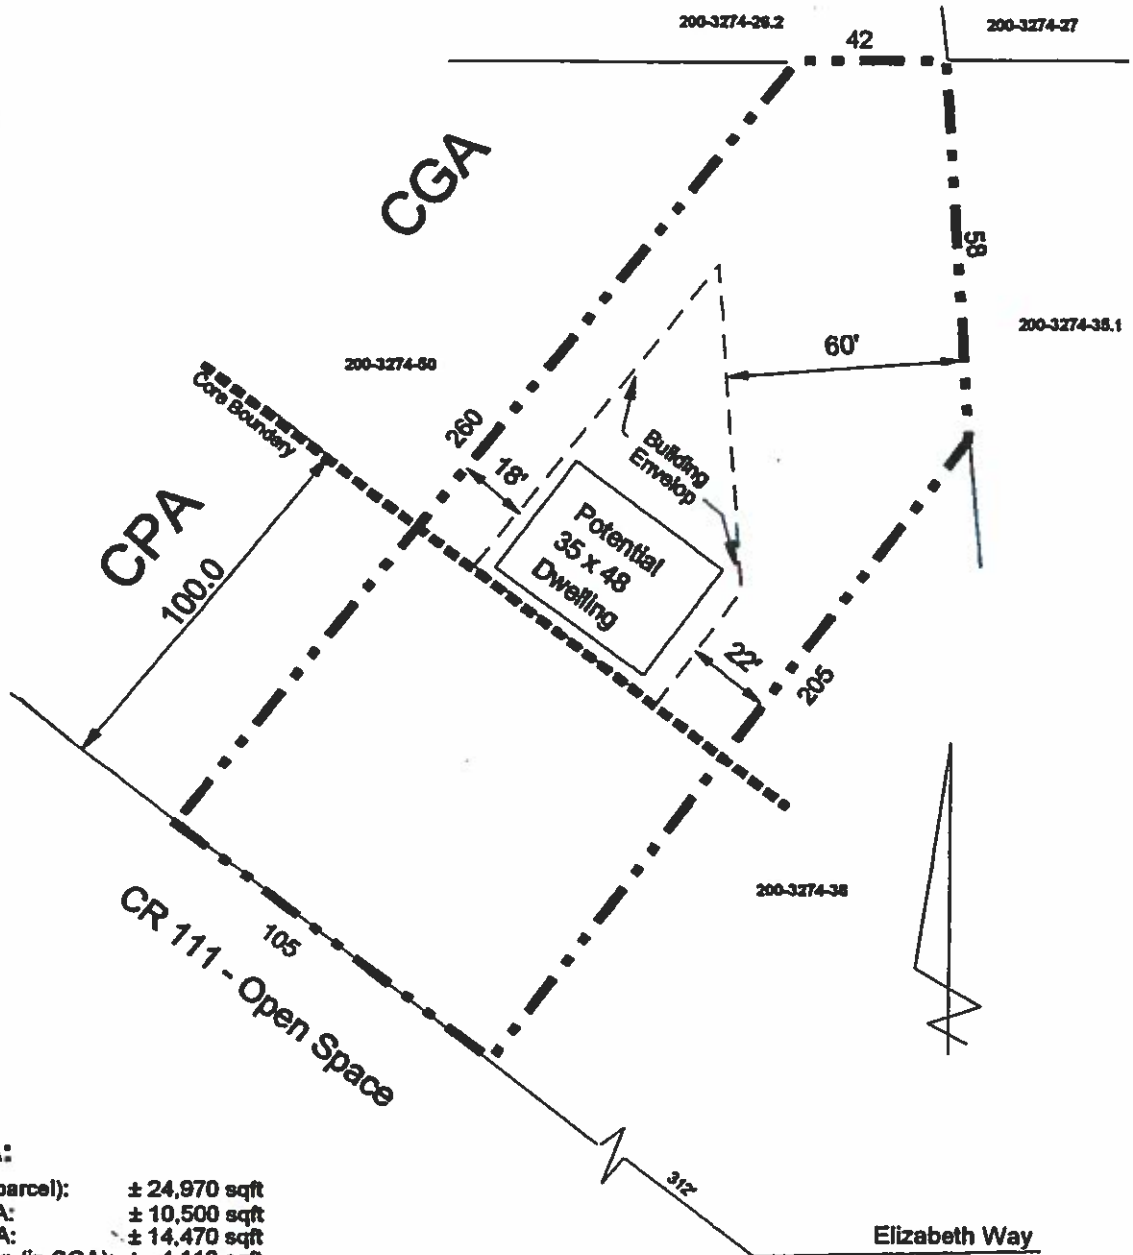 200-3274-26.2
42
200-3274-27
CGA
58
200-3274-35.1
60'
200-3274-50
Core Boundary
260
18'
Building
Envelop
CPA
100.0
Potential
35 x 48
Dwelling
22'
205
200-3274-36
105
CR 111 - Open Space
312'
Elizabeth Way
parcel): ± 24,970 sqft
A: ± 10,500 sqft
A: ± 14,470 sqft